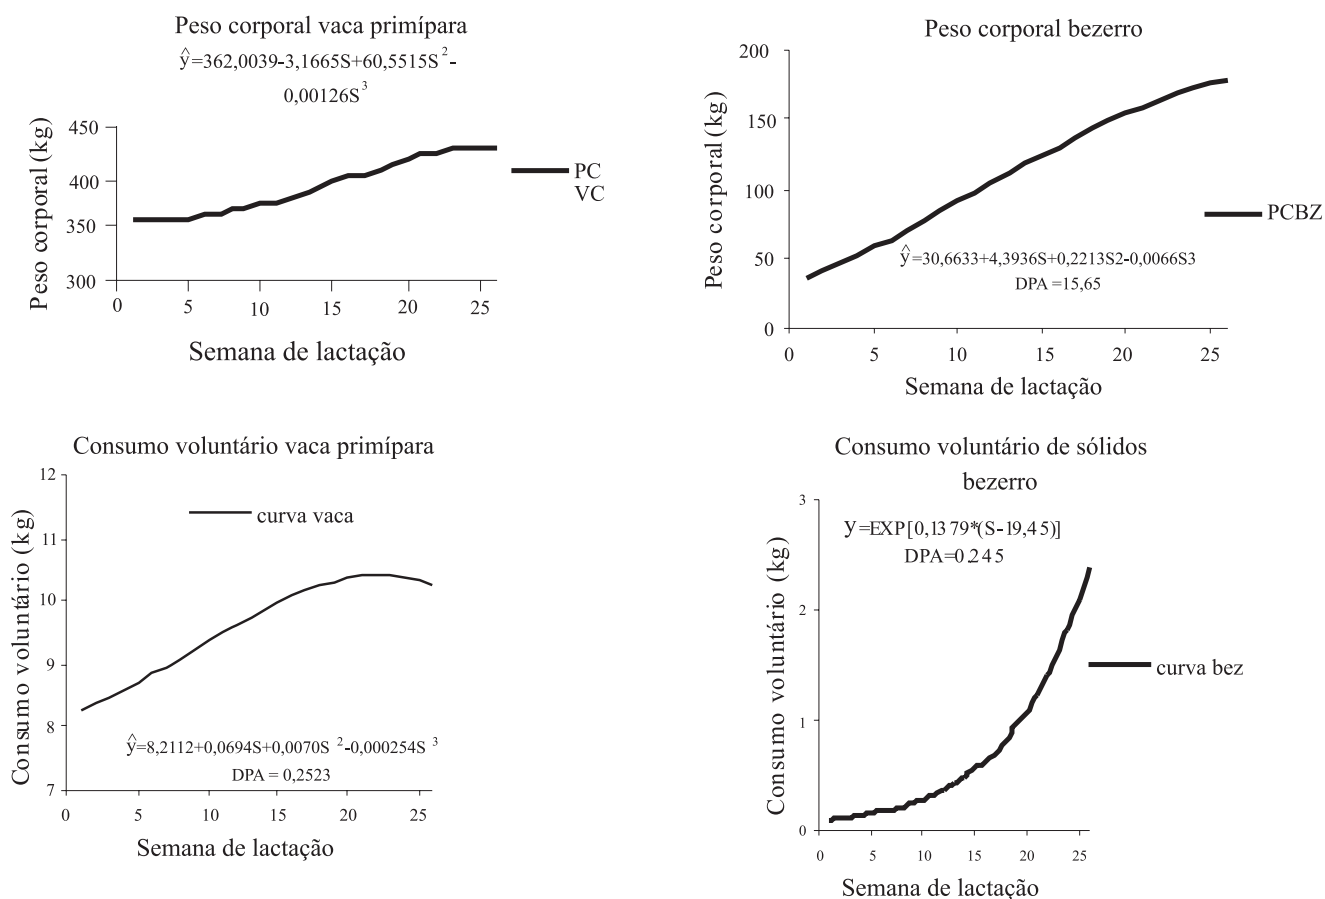 Peso corporal vaca primípara
ŷ=362,0039-3,1665S+60,5515S²-
0,00126S³
Peso corporal (kg)
450
400
350
300
0 5 10 15 20 25
Semana de lactação
PC
VC
Peso corporal bezerro
Peso corporal (kg)
200
150
100
50
0
0 5 10 15 20 25
Semana de lactação
PCBZ
ŷ=30,6633+4,3936S+0,2213S2-0,0066S3
DPA =15,65
Consumo voluntário vaca primípara
Consumo voluntário (kg)
12
11
10
9
8
7
0 5 10 15 20 25
Semana de lactação
curva vaca
ŷ=8,2112+0,0694S+0,0070S ²-0,000254S ³
DPA = 0,2523
Consumo voluntário de sólidos
bezerro
y=EXP[0,1379*(S-19,45)]
DPA=0.245
Consumo voluntário (kg)
3
2
1
0
0 5 10 15 20 25
Semana de lactação
curva bez